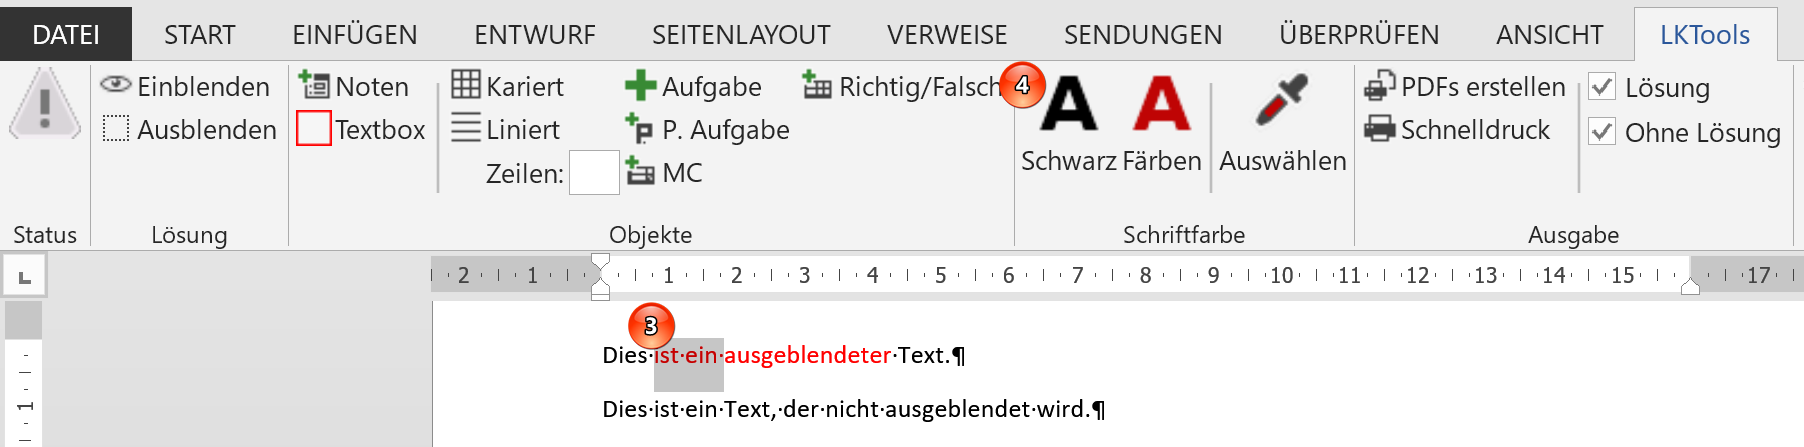 DATEI START EINFÜGEN ENTWURF SEITENLAYOUT VERWEISE SENDUNGEN ÜBERPRÜFEN ANSICHT LKTools
Einblenden Noten Kariert Aufgabe Richtig/Falsch 4 A A PDFs erstellen Lösung
Ausblenden Textbox Liniert P. Aufgabe Schnelldruck Ohne Lösung
Zeilen: MC Schwarz Färben Auswählen
Status Lösung Objekte Schriftfarbe Ausgabe
2 1 1 2 3 4 5 6 7 8 9 10 11 12 13 14 15 17
3
Dies·ist·ein·ausgeblendeter·Text.¶
1
Dies·ist·ein·Text,·der·nicht·ausgeblendet·wird.¶